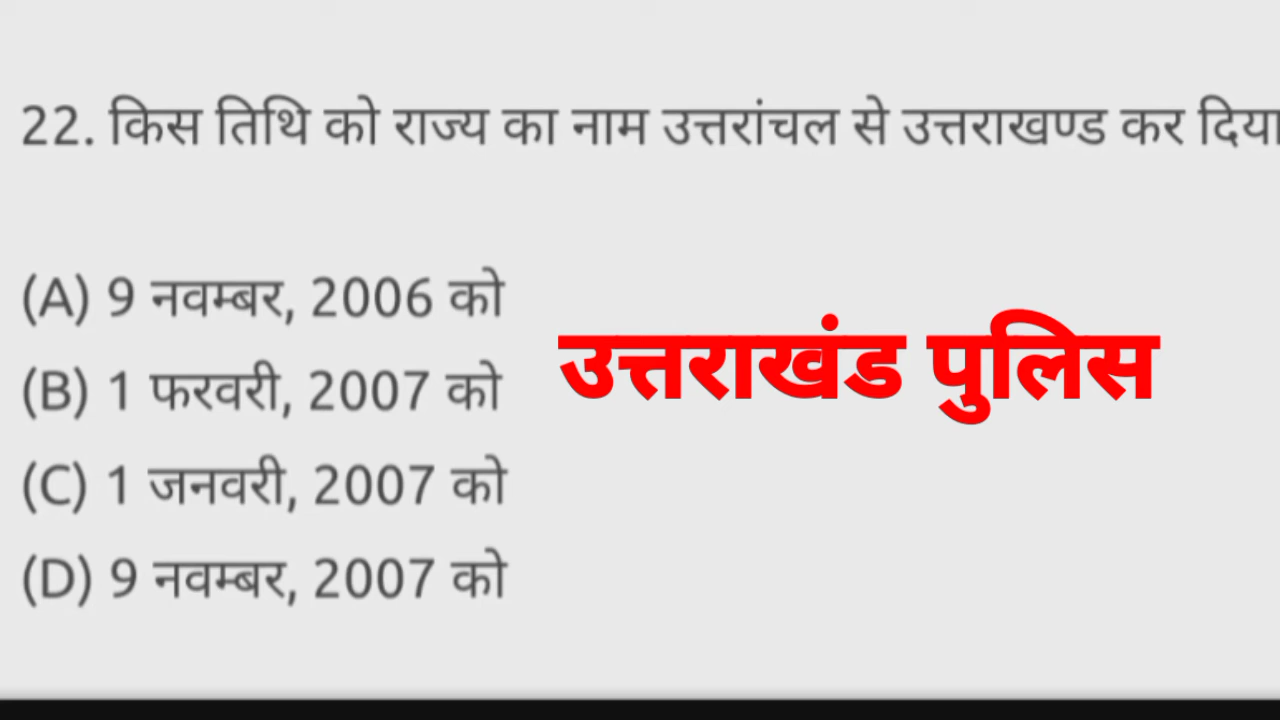 22. किस तिथि को राज्य का नाम उत्तरांचल से उत्तराखण्ड कर दिया
(A) 9 नवम्बर, 2006 को
(B) 1 फरवरी, 2007 को
उत्तराखंड पुलिस
(C) 1 जनवरी, 2007 को
(D) 9 नवम्बर, 2007 को